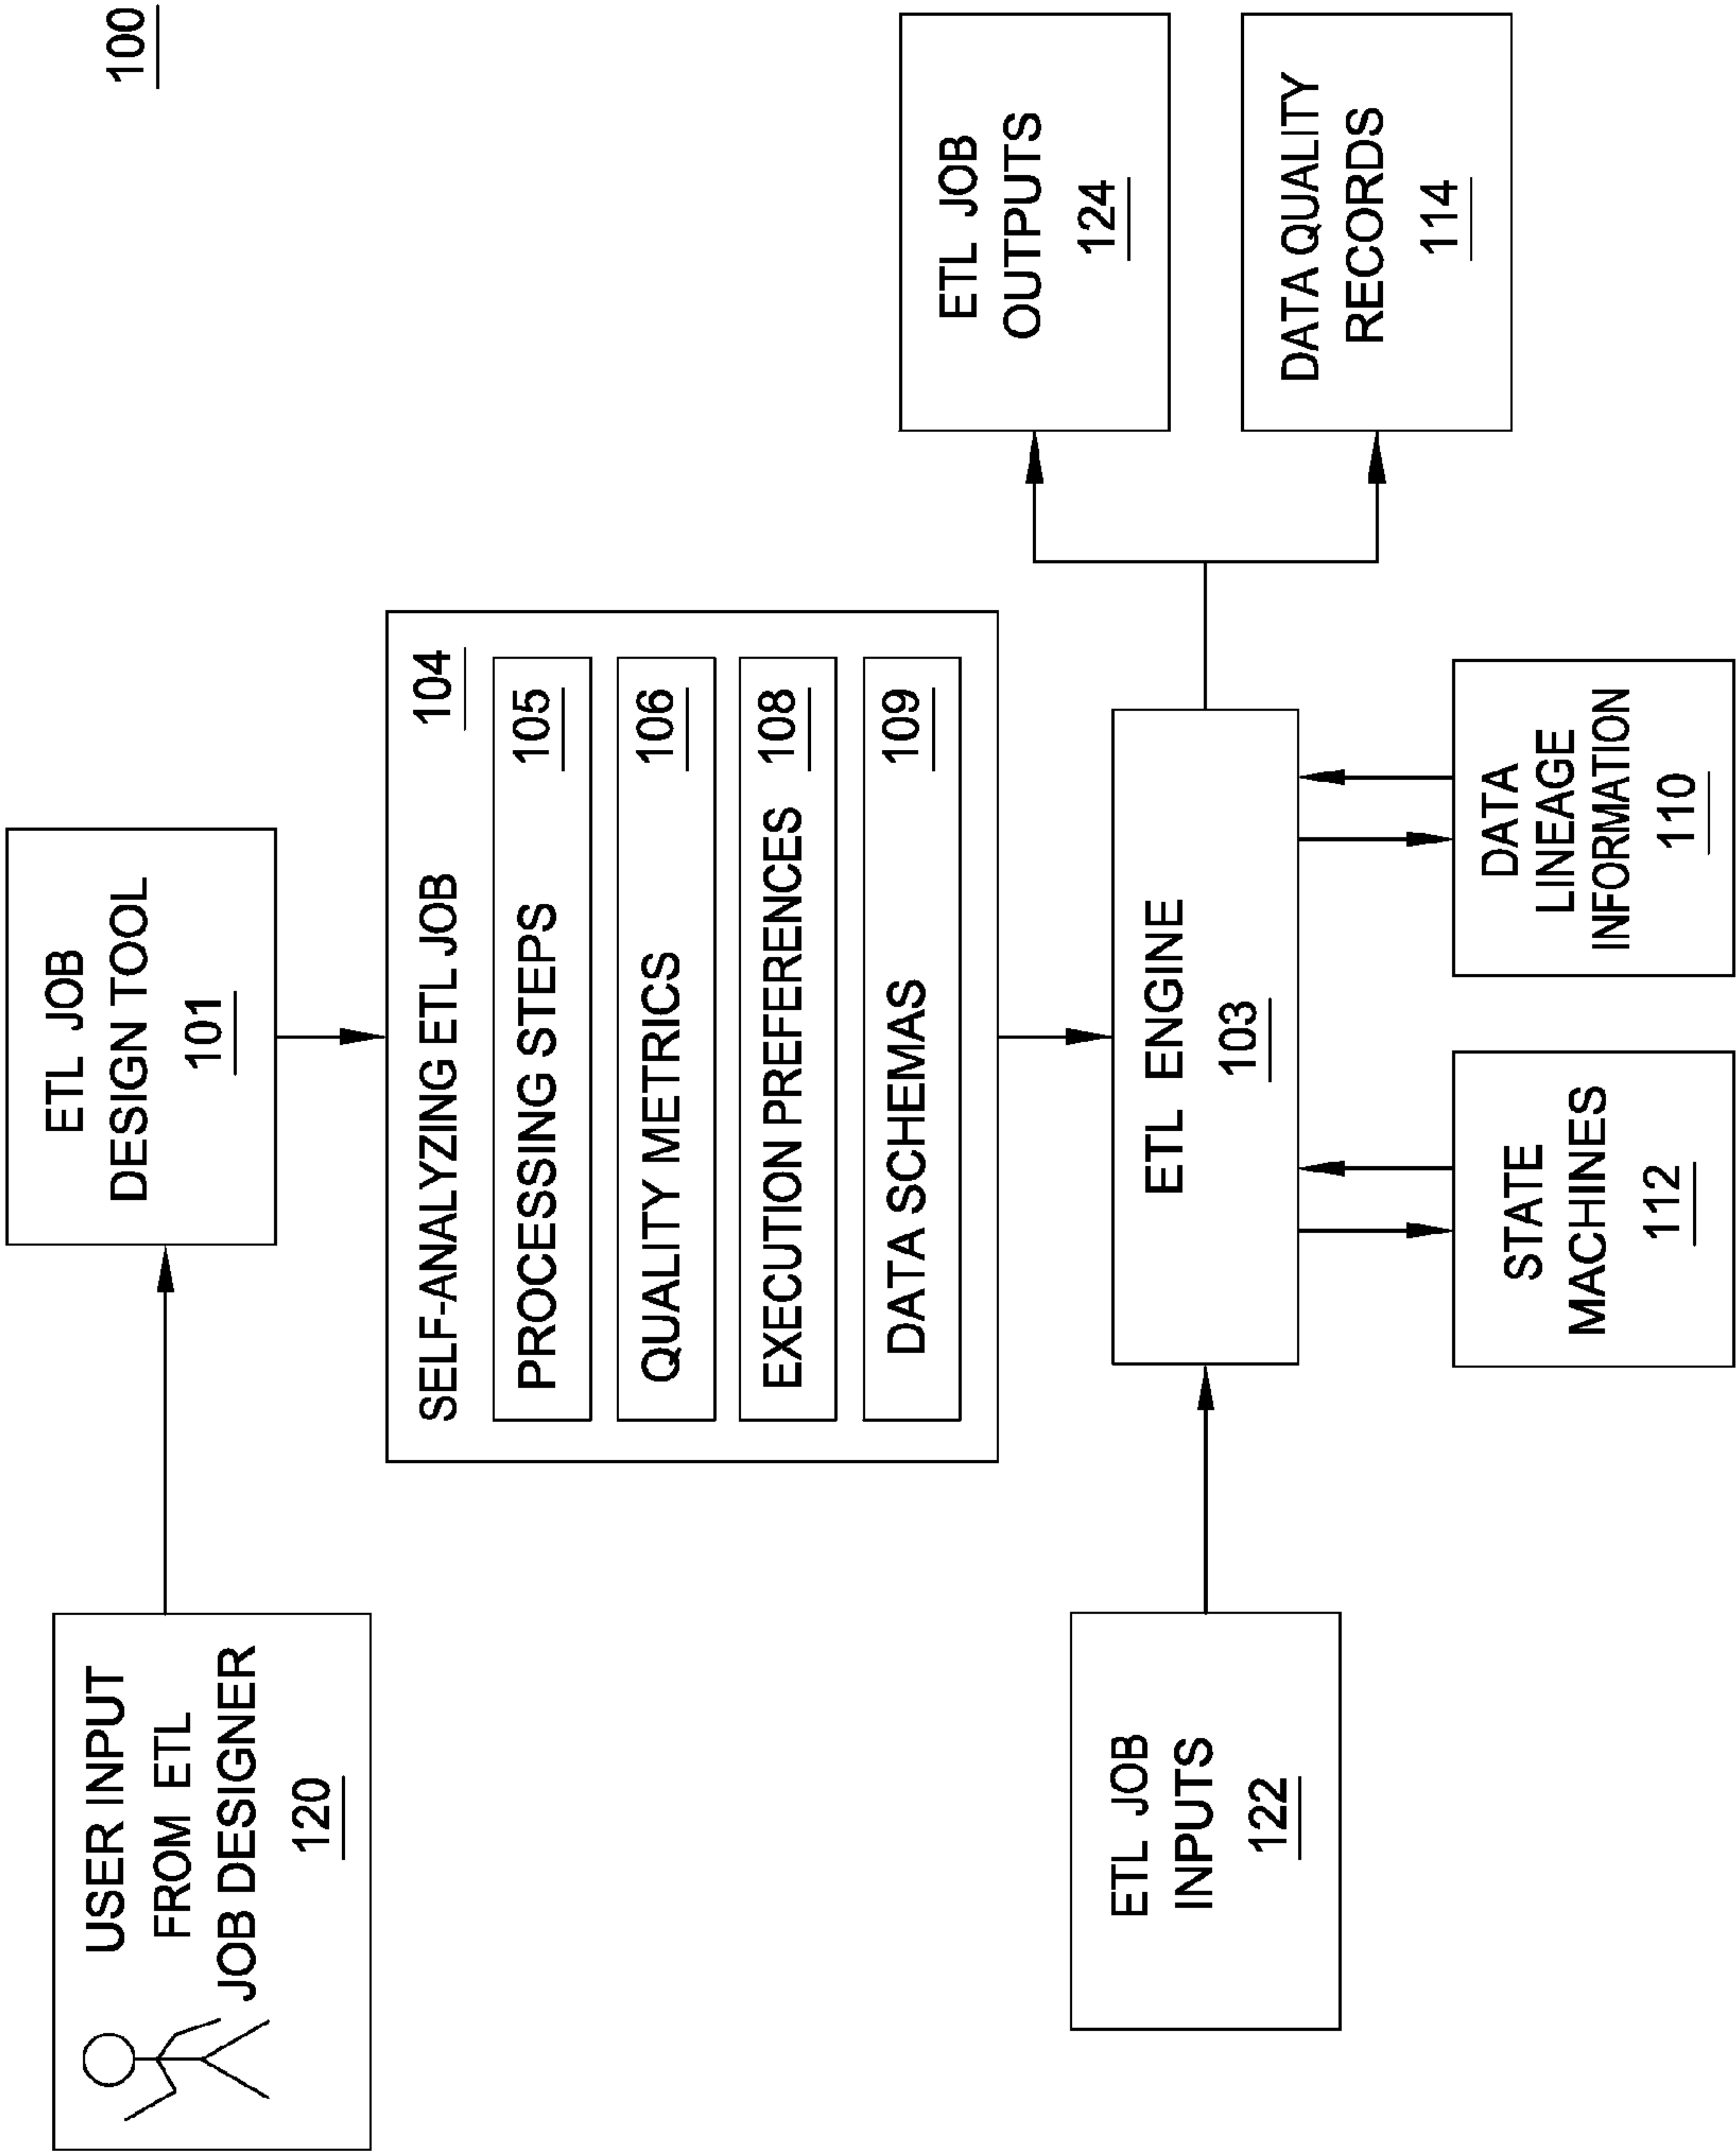 100
USER INPUT
FROM ETL
JOB DESIGNER
120
ETL JOB
DESIGN TOOL
101
SELF-ANALYZING ETL JOB 104
PROCESSING STEPS 105
QUALITY METRICS 106
EXECUTION PREFERENCES 108
DATA SCHEMAS 109
ETL JOB
INPUTS
122
ETL ENGINE
103
ETL JOB
OUTPUTS
124
DATA QUALITY
RECORDS
114
STATE
MACHINES
112
DATA
LINEAGE
INFORMATION
110